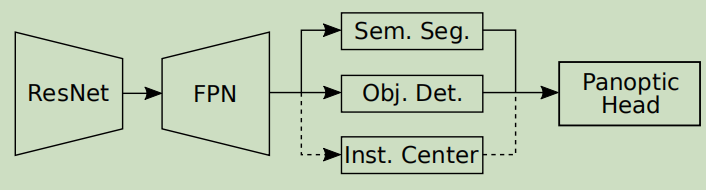 ResNet
FPN
Sem. Seg.
Obj. Det.
Inst. Center
Panoptic
Head